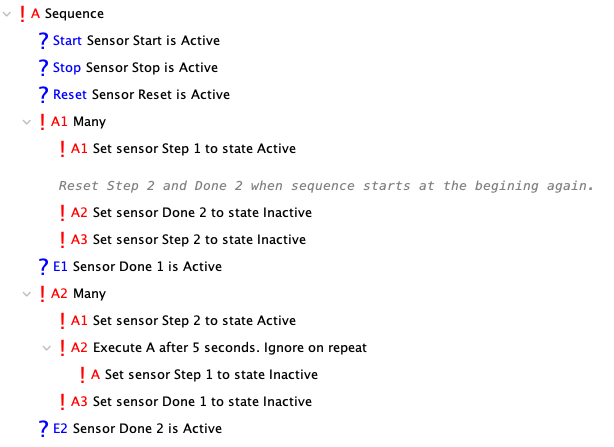 ! A Sequence
? Start Sensor Start is Active
? Stop Sensor Stop is Active
? Reset Sensor Reset is Active
! A1 Many
! A1 Set sensor Step 1 to state Active
Reset Step 2 and Done 2 when sequence starts at the begining again.
! A2 Set sensor Done 2 to state Inactive
! A3 Set sensor Step 2 to state Inactive
? E1 Sensor Done 1 is Active
! A2 Many
! A1 Set sensor Step 2 to state Active
! A2 Execute A after 5 seconds. Ignore on repeat
! A Set sensor Step 1 to state Inactive
! A3 Set sensor Done 1 to state Inactive
? E2 Sensor Done 2 is Active